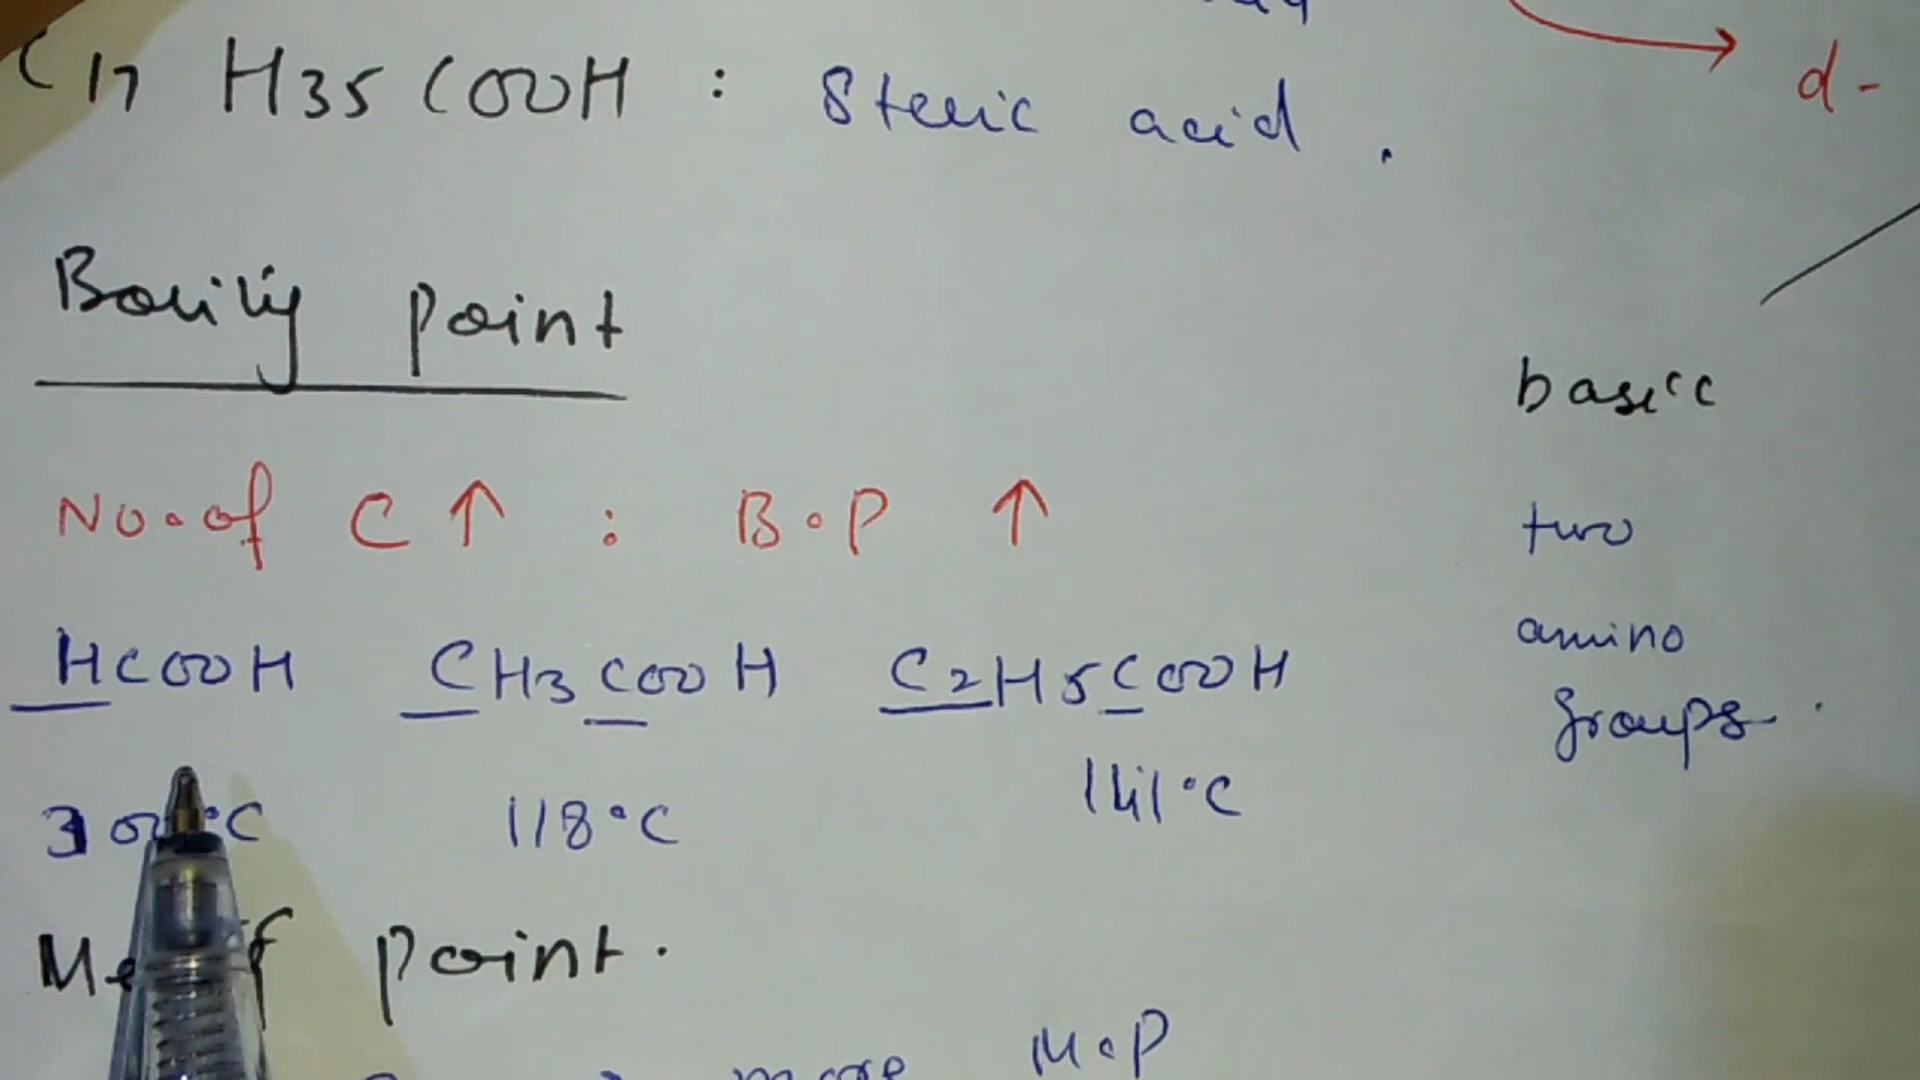 C17 H35 COOH : Steric acid .
d-
Boiling point
basic
No. of C ↑ : B.P ↑
two
amino
groups.
HCOOH CH3COOH C2H5COOH
118°C 141°C
point.
more M.P